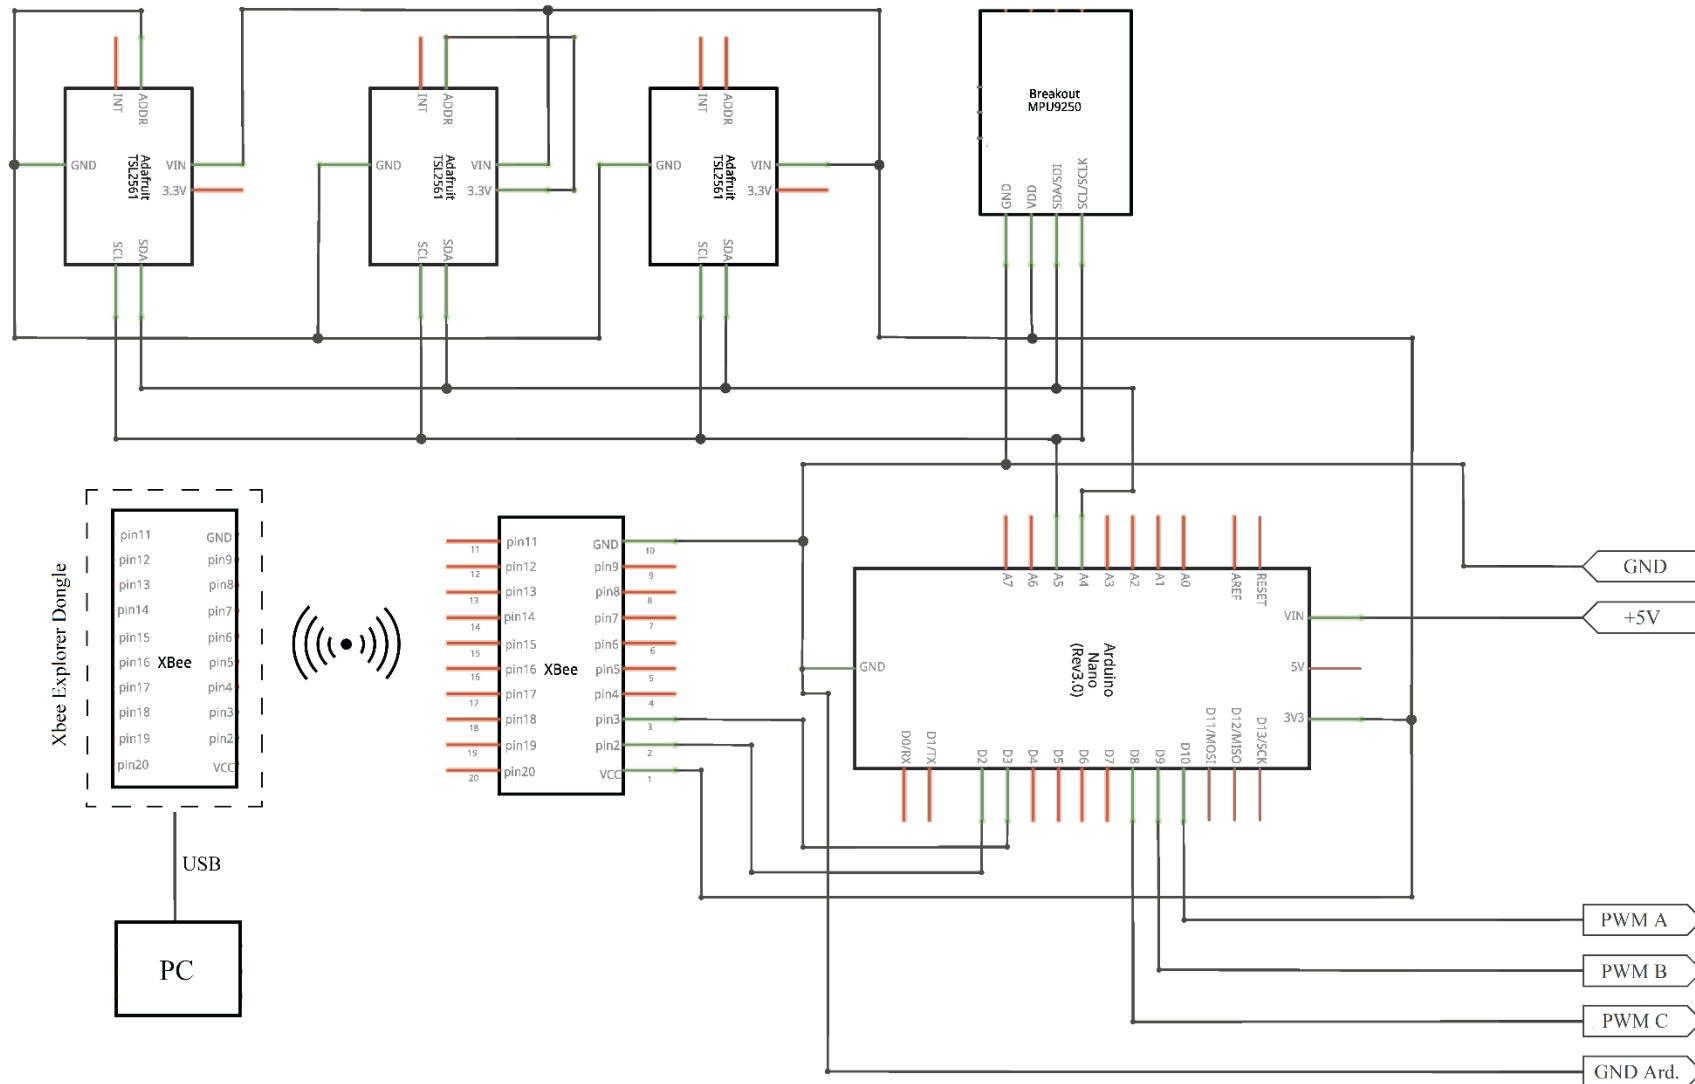 INT
ADDR
GND
VIN
3.3V
Adafruit
TSL2561
SCL
SDA
INT
ADDR
GND
VIN
3.3V
Adafruit
TSL2561
SCL
SDA
INT
ADDR
GND
VIN
3.3V
Adafruit
TSL2561
SCL
SDA
Breakout
MPU9250
GND
VDD
SDA/SDI
SCL/SCLK
Xbee Explorer Dongle
pin11
pin12
pin13
pin14
pin15
pin16
pin17
pin18
pin19
pin20
XBee
GND
pin9
pin8
pin7
pin6
pin5
pin4
pin3
pin2
VCC
USB
PC
11
12
13
14
15
16
17
18
19
20
pin11
pin12
pin13
pin14
pin15
pin16
pin17
pin18
pin19
pin20
XBee
GND
pin9
pin8
pin7
pin6
pin5
pin4
pin3
pin2
VCC
10
9
8
7
6
5
4
3
2
1
A7
A6
A5
A4
A3
A2
A1
A0
AREF
RESET
GND
Arduino
Nano
(Rev3.0)
VIN
5V
3V3
D0/RX
D1/TX
D2
D3
D4
D5
D6
D7
D8
D9
D10
D11/MOSI
D12/MISO
D13/SCK
GND
+5V
PWM A
PWM B
PWM C
GND Ard.